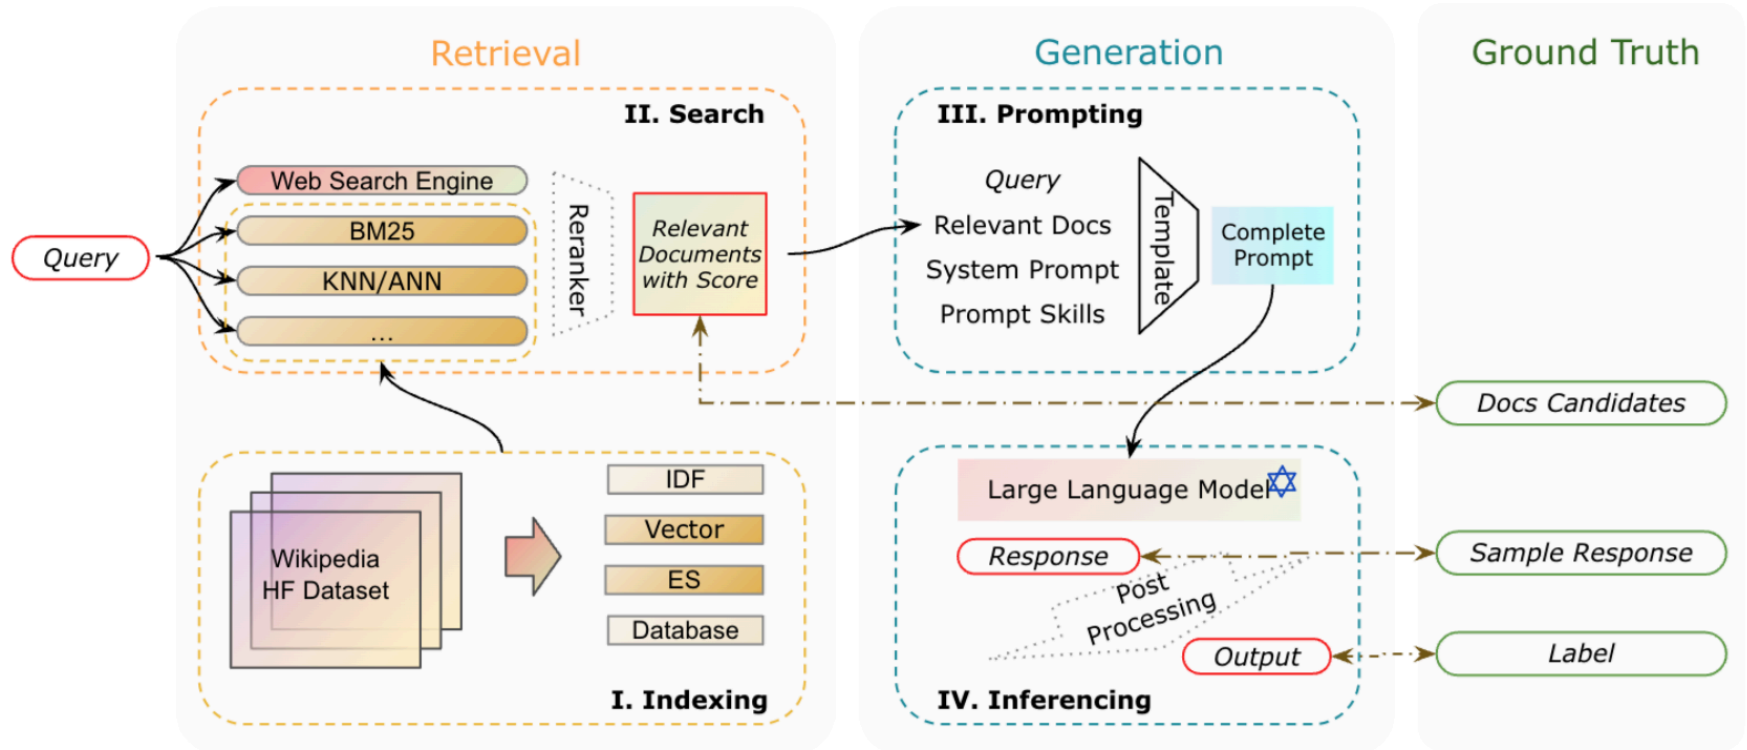 Retrieval
Generation
Ground Truth
II. Search
Query
Web Search Engine
BM25
KNN/ANN
...
Reranker
Relevant
Documents
with Score
III. Prompting
Query
Relevant Docs
System Prompt
Prompt Skills
Template
Complete
Prompt
Docs Candidates
Wikipedia
HF Dataset
IDF
Vector
ES
Database
I. Indexing
Large Language Model
Response
Post
Processing
Output
IV. Inferencing
Sample Response
Label